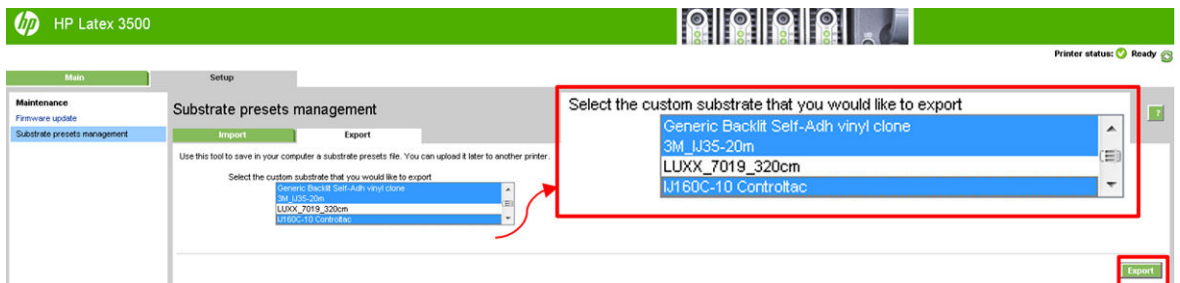 hp HP Latex 3500
Printer status: Ready
Main Setup
Maintenance
Firmware update
Substrate presets management
Substrate presets management
?
Import Export
Use this tool to save in your computer a substrate presets file. You can upload it later to another printer.
Select the custom substrate that you would like to export
Generic Backlit Self-Adh vinyl clone
3M_IJ35-20m
LUXX_7019_320cm
IJ160C-10 Controltac
Select the custom substrate that you would like to export
Generic Backlit Self-Adh vinyl clone
3M_IJ35-20m
LUXX_7019_320cm
IJ160C-10 Controltac
Export